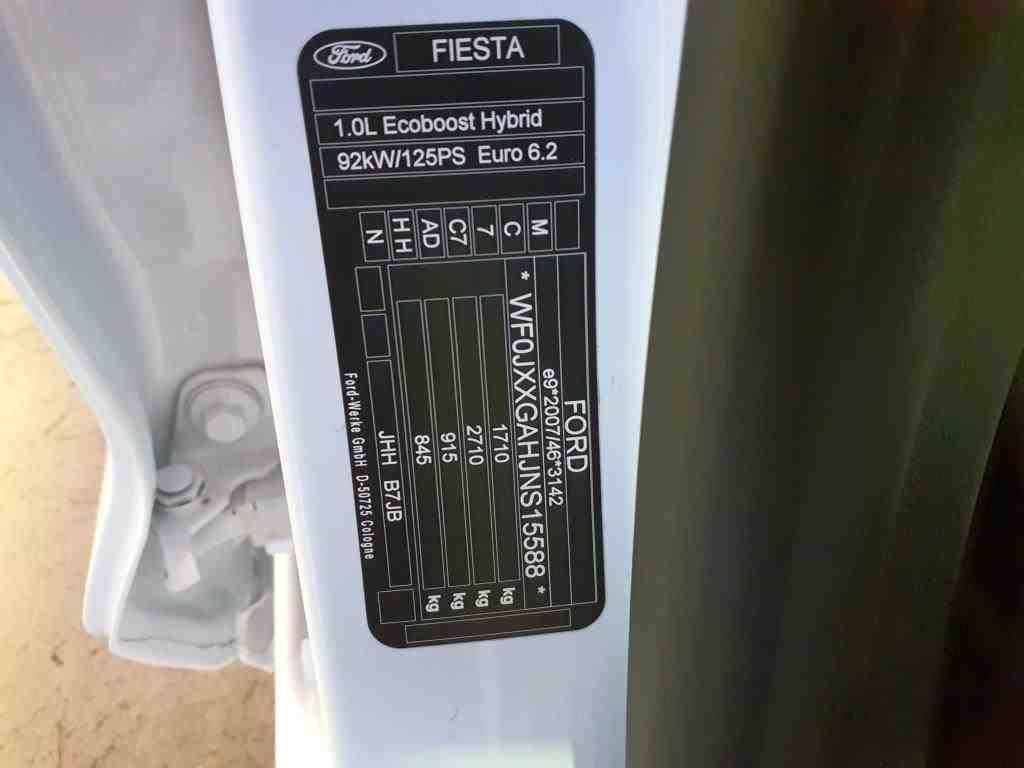 Ford FIESTA
1.0L Ecoboost Hybrid
92kW/125PS Euro 6.2
FORD
e9*2007/46*3142
* WF0JXXGAHJNS15588 *
M C 7 C7 AD HH N
1710 kg
2710 kg
915 kg
845 kg
JHH B7JB
Ford-Werke GmbH D-50725 Cologne